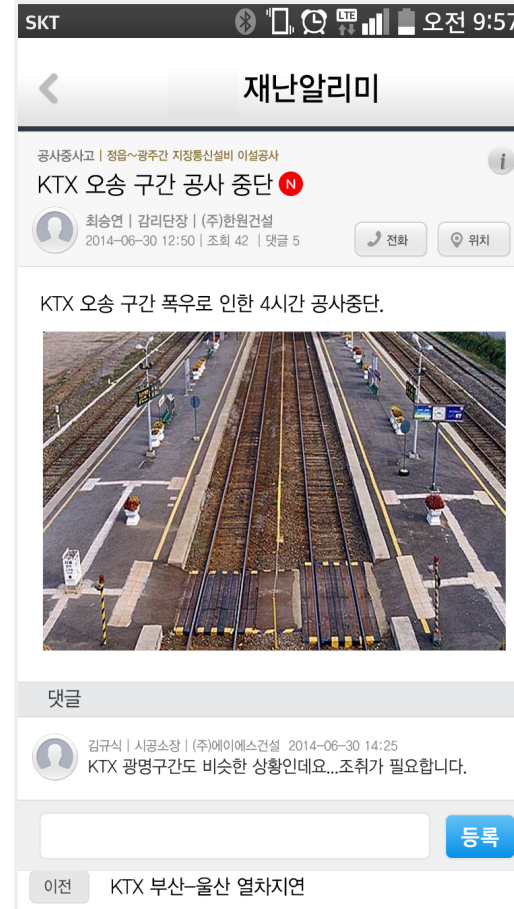 SKT LTE 오전 9:57
재난알리미
공사중사고 | 정읍~광주간 지장통신설비 이설공사
KTX 오송 구간 공사 중단 N
최승연 | 감리단장 | (주)한원건설
2014-06-30 12:50 | 조회 42 | 댓글 5
전화
위치
KTX 오송 구간 폭우로 인한 4시간 공사중단.
댓글
김규식 | 시공소장 | (주)에이에스건설 2014-06-30 14:25
KTX 광명구간도 비슷한 상황인데요...조취가 필요합니다.
등록
이전 KTX 부산-울산 열차지연